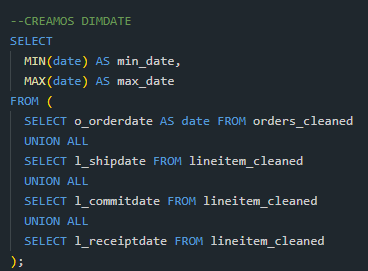 --CREAMOS DIMDATE
SELECT
MIN(date) AS min_date,
MAX(date) AS max_date
FROM (
SELECT o_orderdate AS date FROM orders_cleaned
UNION ALL
SELECT l_shipdate FROM lineitem_cleaned
UNION ALL
SELECT l_commitdate FROM lineitem_cleaned
UNION ALL
SELECT l_receiptdate FROM lineitem_cleaned
);